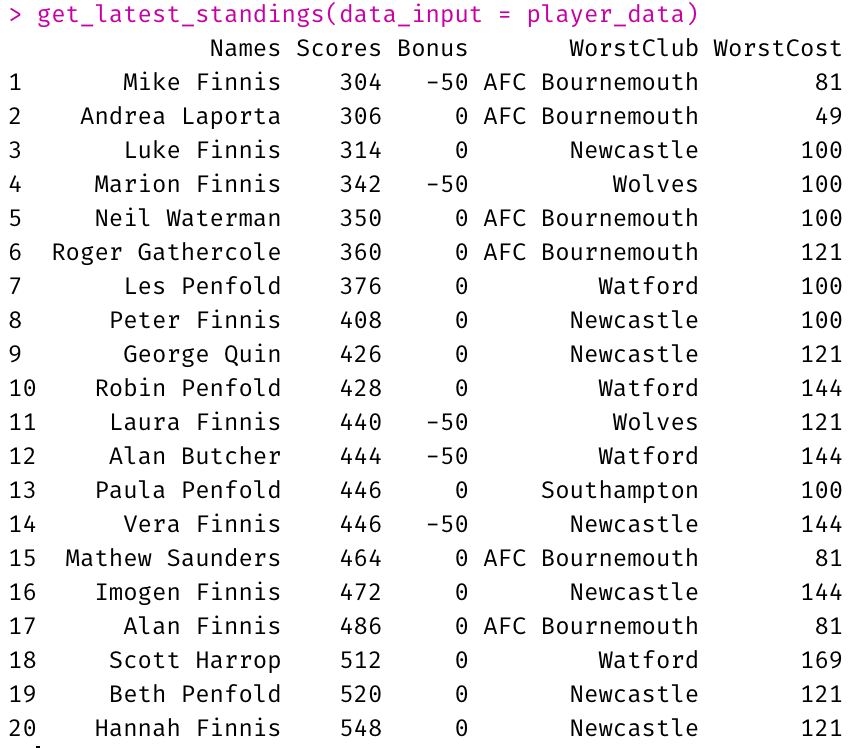 > get_latest_standings(data_input = player_data)
Names Scores Bonus WorstClub WorstCost
1 Mike Finnis 304 -50 AFC Bournemouth 81
2 Andrea Laporta 306 0 AFC Bournemouth 49
3 Luke Finnis 314 0 Newcastle 100
4 Marion Finnis 342 -50 Wolves 100
5 Neil Waterman 350 0 AFC Bournemouth 100
6 Roger Gathercole 360 0 AFC Bournemouth 121
7 Les Penfold 376 0 Watford 100
8 Peter Finnis 408 0 Newcastle 100
9 George Quin 426 0 Newcastle 121
10 Robin Penfold 428 0 Watford 144
11 Laura Finnis 440 -50 Wolves 121
12 Alan Butcher 444 -50 Watford 144
13 Paula Penfold 446 0 Southampton 100
14 Vera Finnis 446 -50 Newcastle 144
15 Mathew Saunders 464 0 AFC Bournemouth 81
16 Imogen Finnis 472 0 Newcastle 144
17 Alan Finnis 486 0 AFC Bournemouth 81
18 Scott Harrop 512 0 Watford 169
19 Beth Penfold 520 0 Newcastle 121
20 Hannah Finnis 548 0 Newcastle 121